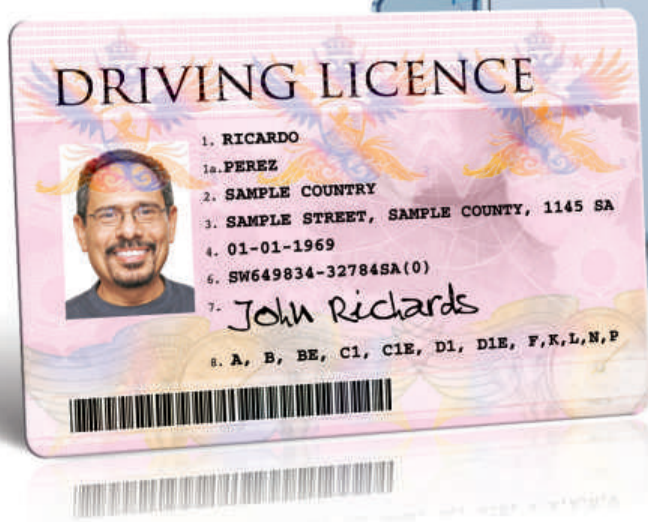 DRIVING LICENCE
1. RICARDO
1a. PEREZ
2. SAMPLE COUNTRY
3. SAMPLE STREET, SAMPLE COUNTY, 1145 SA
4. 01-01-1969
6. SW649834-32784SA(0)
7. John Richards
8. A, B, BE, C1, C1E, D1, D1E, F,K,L,N,P